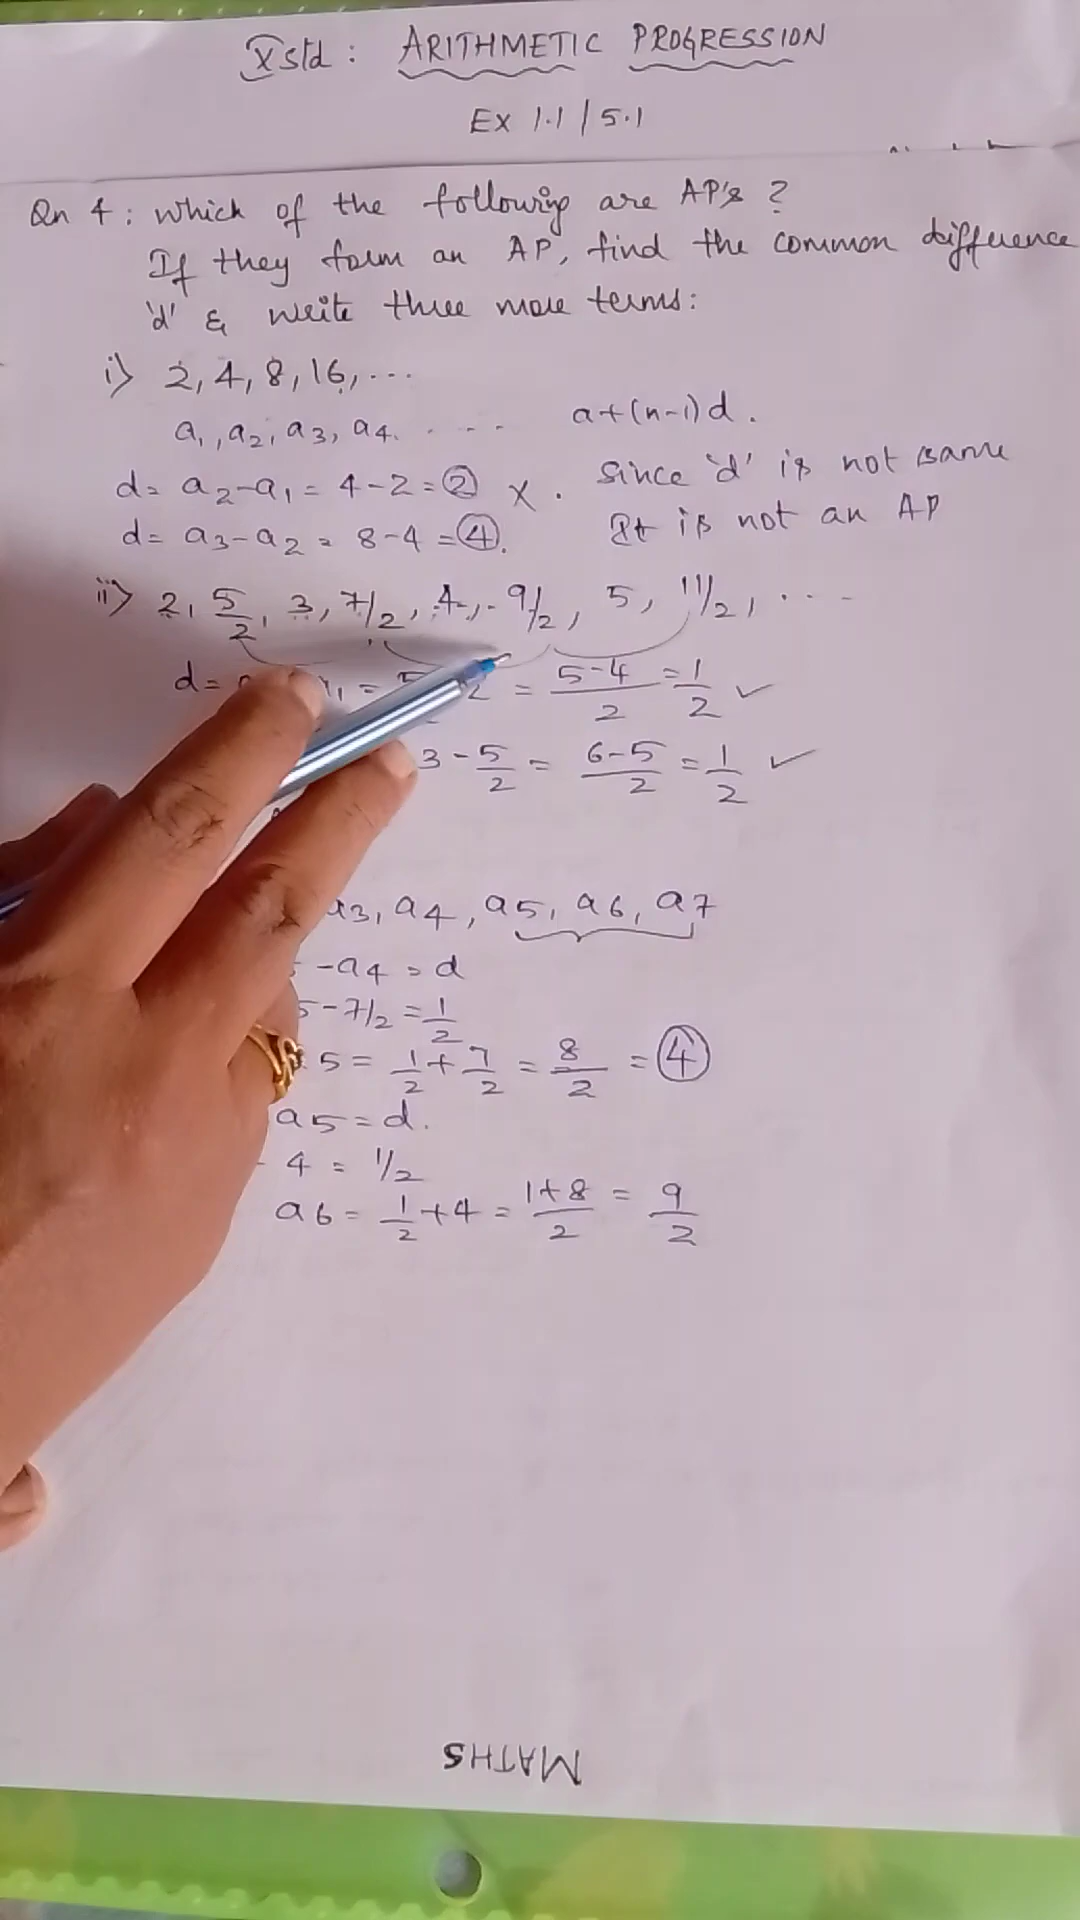 X std : ARITHMETIC PROGRESSION
Ex 1.1 / 5.1
Qn 4 : Which of the following are AP's ?
If they form an AP, find the common difference
'd' & write three more terms:
i) 2, 4, 8, 16, ...
a1, a2, a3, a4. . - - -
a+(n-1)d .
d= a2-a1 = 4-2 = 2 x .
since 'd' is not same
d= a3-a2 = 8-4 = 4.
It is not an AP
ii) 2, 5/2, 3, 7/2, 4, 9/2, 5, 11/2, . . . -
d= = = 5-4/2 = 1/2 ✓
3 - 5/2 = 6-5/2 = 1/2 ✓
a3, a4, a5, a6, a7
-a4 = d
5-7/2 = 1/2
5 = 1/2 + 7/2 = 8/2 = 4
a5 = d.
- 4 = 1/2
a6 = 1/2 + 4 = 1+8/2 = 9/2
MATHS